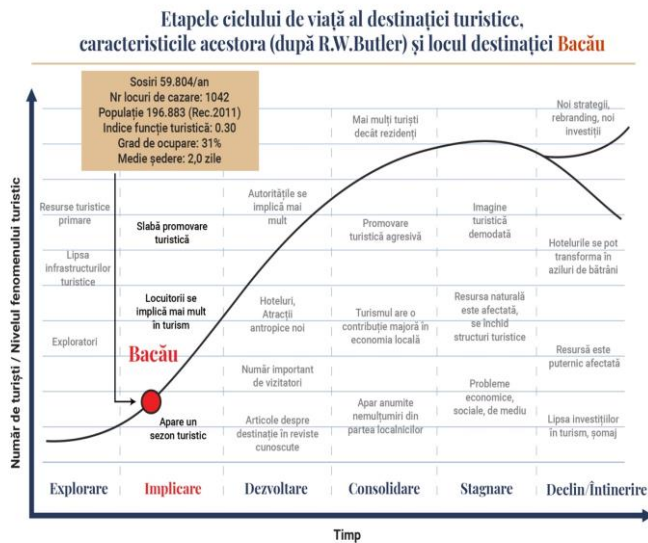 Etapele ciclului de viață al destinației turistice,
caracteristicile acestora (după R.W.Butler) și locul destinației Bacău
Număr de turiști / Nivelul fenomenului turistic
Sosiri 59.804/an
Nr locuri de cazare: 1042
Populație 196.883 (Rec.2011)
Indice funcție turistică: 0.30
Grad de ocupare: 31%
Medie ședere: 2,0 zile
Resurse turistice
primare
Lipsa
infrastructurilor
turistice
Exploratori
Slabă promovare
turistică
Locuitorii se
implică mai mult
în turism
Bacău
Apare un
sezon turistic
Autoritățile se
implică mai
mult
Hoteluri,
Atracții
antropice noi
Număr important
de vizitatori
Articole despre
destinație în reviste
cunoscute
Mai mulți turiști
decât rezidenți
Promovare
turistică agresivă
Turismul are o
contribuție majoră în
economia locală
Apar anumite
nemulțumiri din
partea localnicilor
Imagine
turistică
demodată
Resursa naturală
este afectată,
se închid
structuri turistice
Probleme
economice,
sociale, de mediu
Noi strategii,
rebranding, noi
investiții
Hotelurile se pot
transforma în
aziluri de bătrâni
Resursă este
puternic afectată
Lipsa investițiilor
în turism, șomaj
Explorare
Implicare
Dezvoltare
Consolidare
Stagnare
Declin/Întinerire
Timp